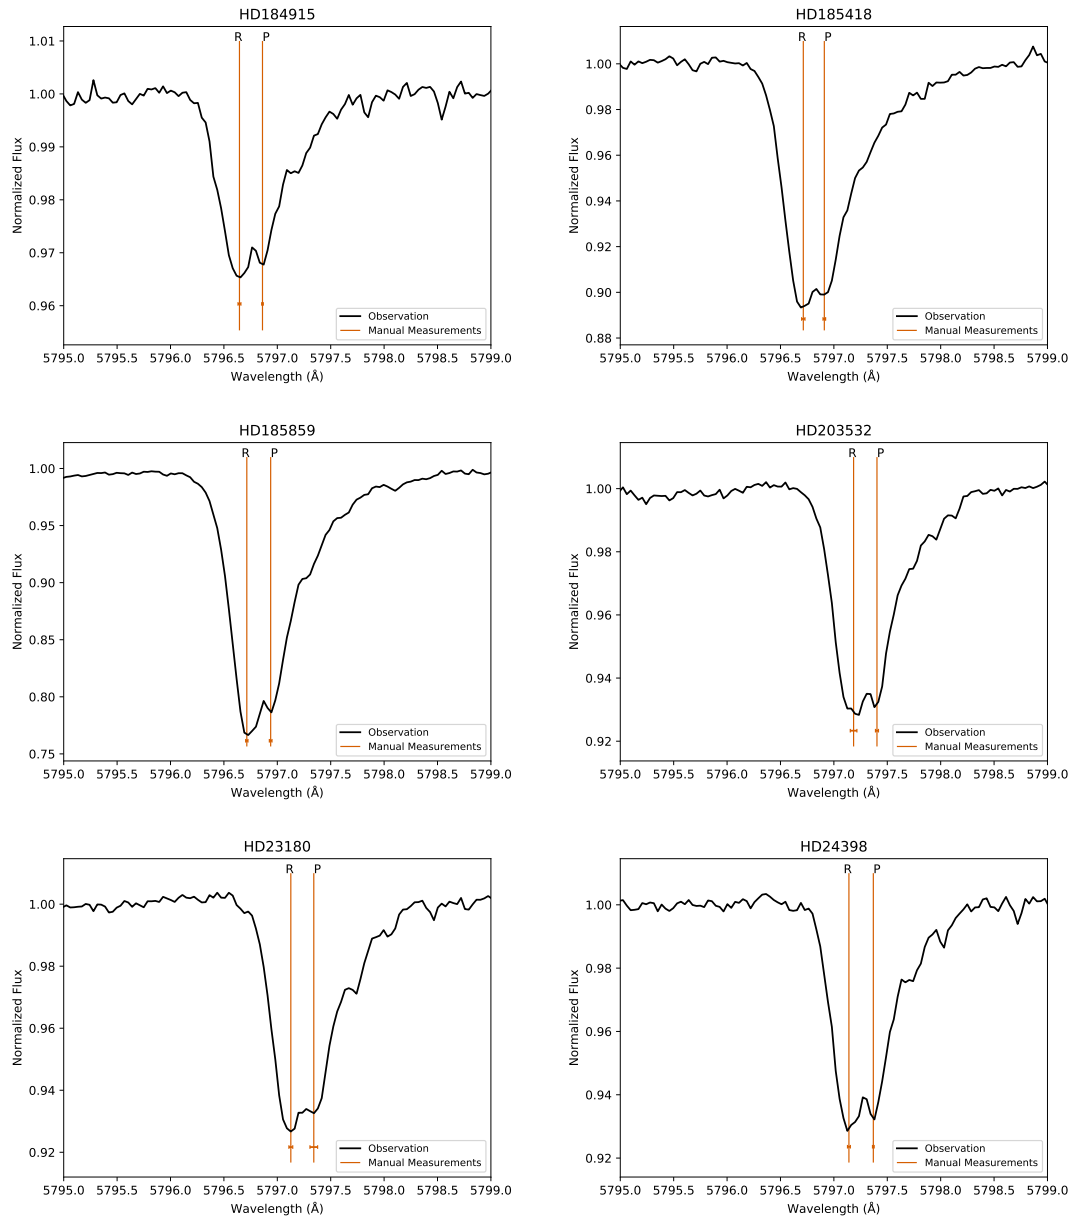 HD184915
R P
1.01
1.00
0.99
0.98
0.97
0.96
Normalized Flux
Observation
Manual Measurements
5795.0 5795.5 5796.0 5796.5 5797.0 5797.5 5798.0 5798.5 5799.0
Wavelength (Å)
HD185418
R P
1.00
0.98
0.96
0.94
0.92
0.90
0.88
Normalized Flux
Observation
Manual Measurements
5795.0 5795.5 5796.0 5796.5 5797.0 5797.5 5798.0 5798.5 5799.0
Wavelength (Å)
HD185859
R P
1.00
0.95
0.90
0.85
0.80
0.75
Normalized Flux
Observation
Manual Measurements
5795.0 5795.5 5796.0 5796.5 5797.0 5797.5 5798.0 5798.5 5799.0
Wavelength (Å)
HD203532
R P
1.00
0.98
0.96
0.94
0.92
Normalized Flux
Observation
Manual Measurements
5795.0 5795.5 5796.0 5796.5 5797.0 5797.5 5798.0 5798.5 5799.0
Wavelength (Å)
HD23180
R P
1.00
0.98
0.96
0.94
0.92
Normalized Flux
Observation
Manual Measurements
5795.0 5795.5 5796.0 5796.5 5797.0 5797.5 5798.0 5798.5 5799.0
Wavelength (Å)
HD24398
R P
1.00
0.98
0.96
0.94
0.92
Normalized Flux
Observation
Manual Measurements
5795.0 5795.5 5796.0 5796.5 5797.0 5797.5 5798.0 5798.5 5799.0
Wavelength (Å)